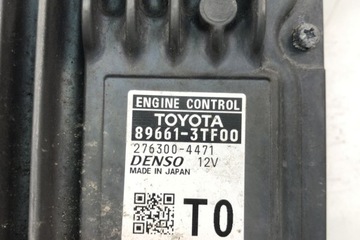 ENGINE CONTROL
TOYOTA
89661-3TF00
276300-4471
DENSO 12V
MADE IN JAPAN
T0